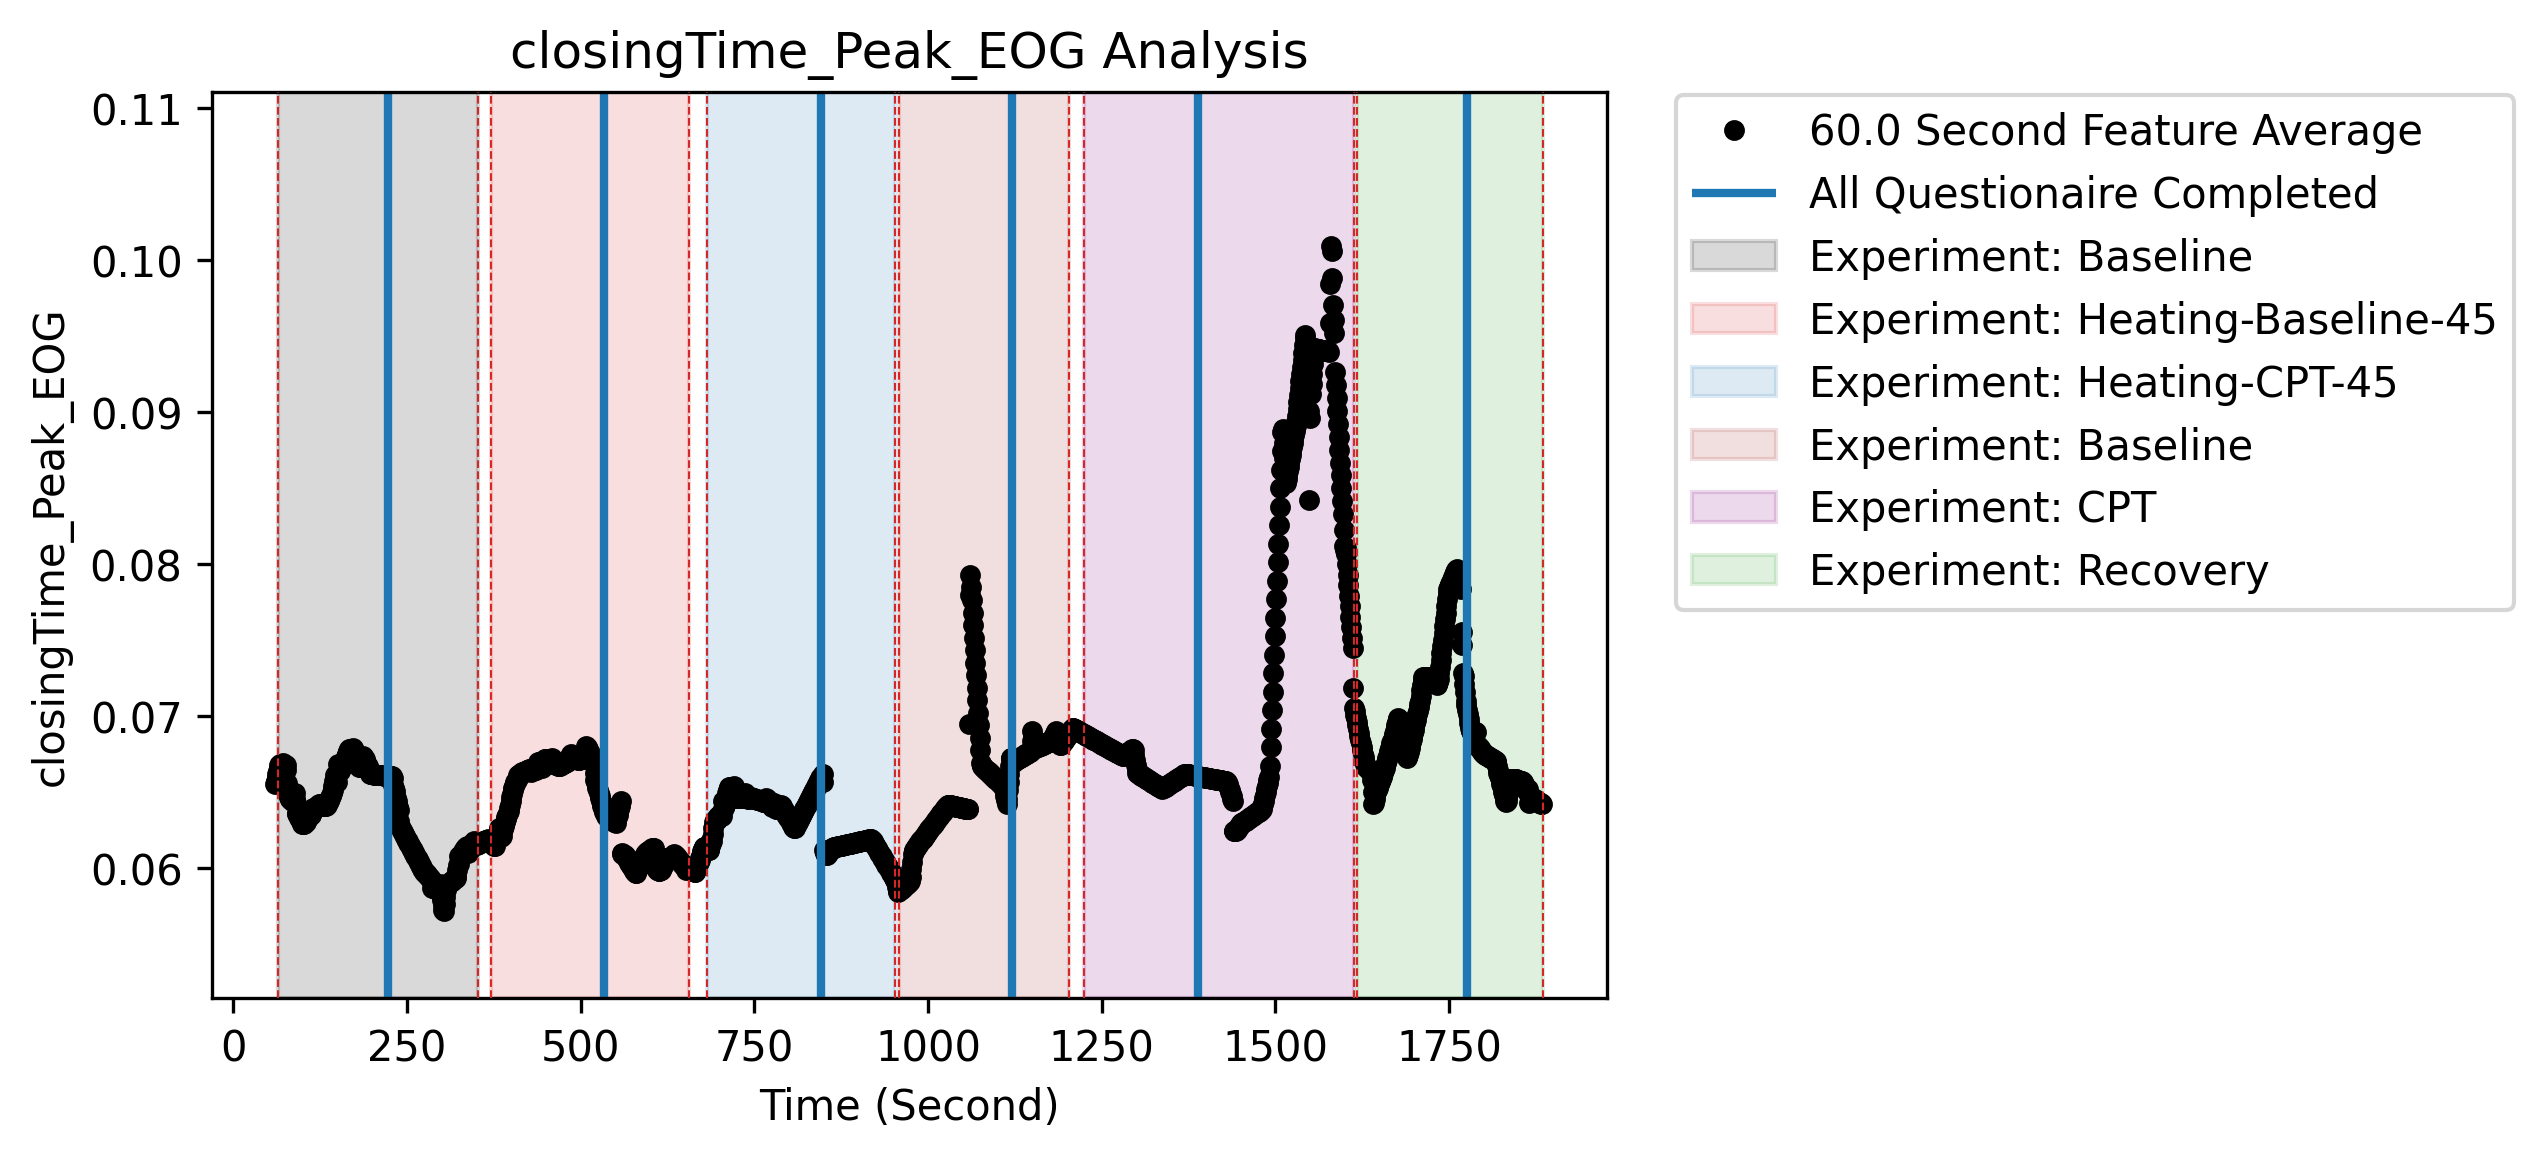 closingTime_Peak_EOG Analysis
closingTime_Peak_EOG
0.11
0.10
0.09
0.08
0.07
0.06
0 250 500 750 1000 1250 1500 1750
Time (Second)
60.0 Second Feature Average
All Questionaire Completed
Experiment: Baseline
Experiment: Heating-Baseline-45
Experiment: Heating-CPT-45
Experiment: Baseline
Experiment: CPT
Experiment: Recovery